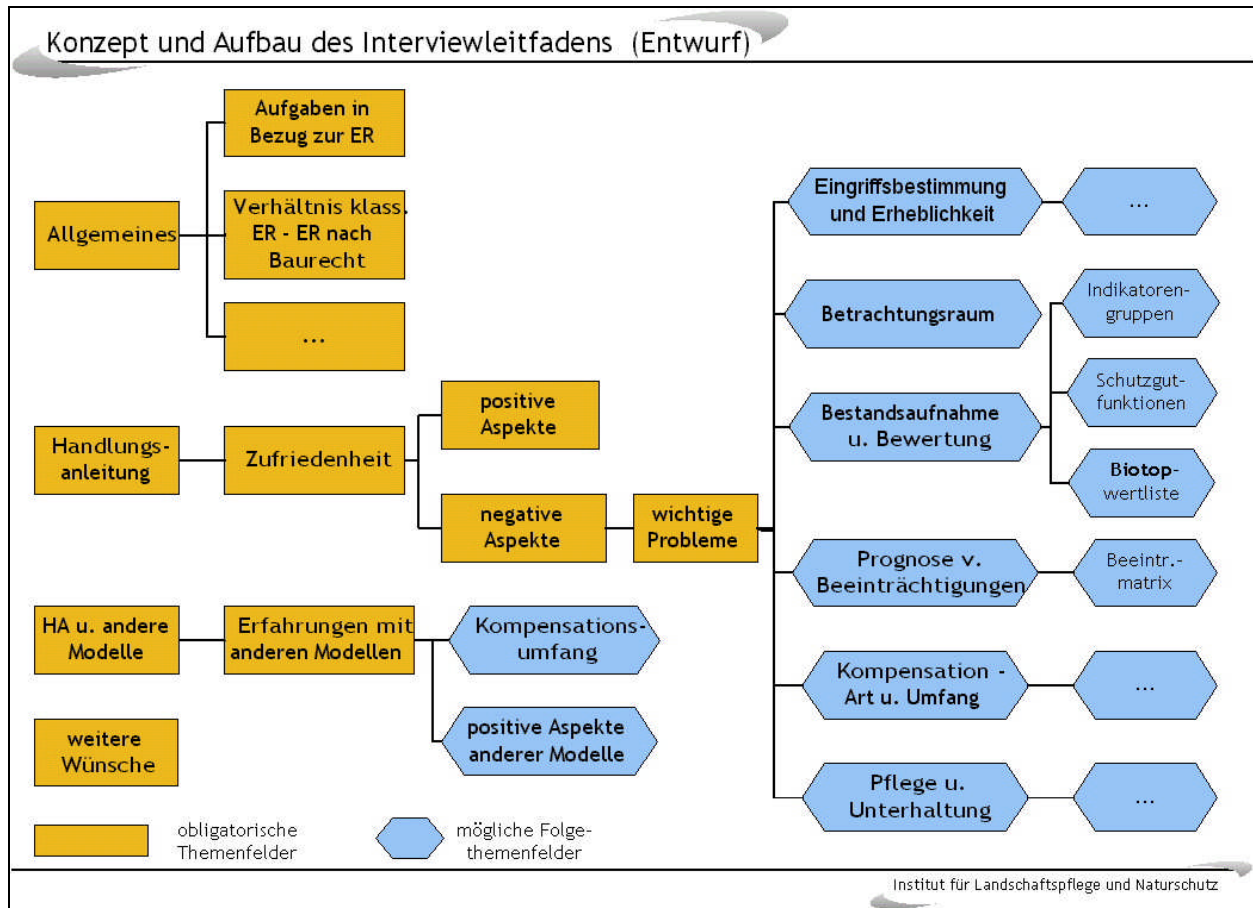 Konzept und Aufbau des Interviewleitfadens (Entwurf)
Aufgaben in
Bezug zur ER
Allgemeines
Verhältnis klass.
ER - ER nach
Baurecht
...
Handlungs-
anleitung
Zufriedenheit
positive
Aspekte
negative
Aspekte
wichtige
Probleme
HA u. andere
Modelle
Erfahrungen mit
anderen Modellen
Kompensations-
umfang
positive Aspekte
anderer Modelle
weitere
Wünsche
Eingriffsbestimmung
und Erheblichkeit
...
Betrachtungsraum
Bestandsaufnahme
u. Bewertung
Indikatoren-
gruppen
Schutzgut-
funktionen
Biotop-
wertliste
Prognose v.
Beeinträchtigungen
Beeintr.-
matrix
Kompensation -
Art u. Umfang
...
Pflege u.
Unterhaltung
...
obligatorische
Themenfelder
mögliche Folge-
themenfelder
Institut für Landschaftspflege und Naturschutz